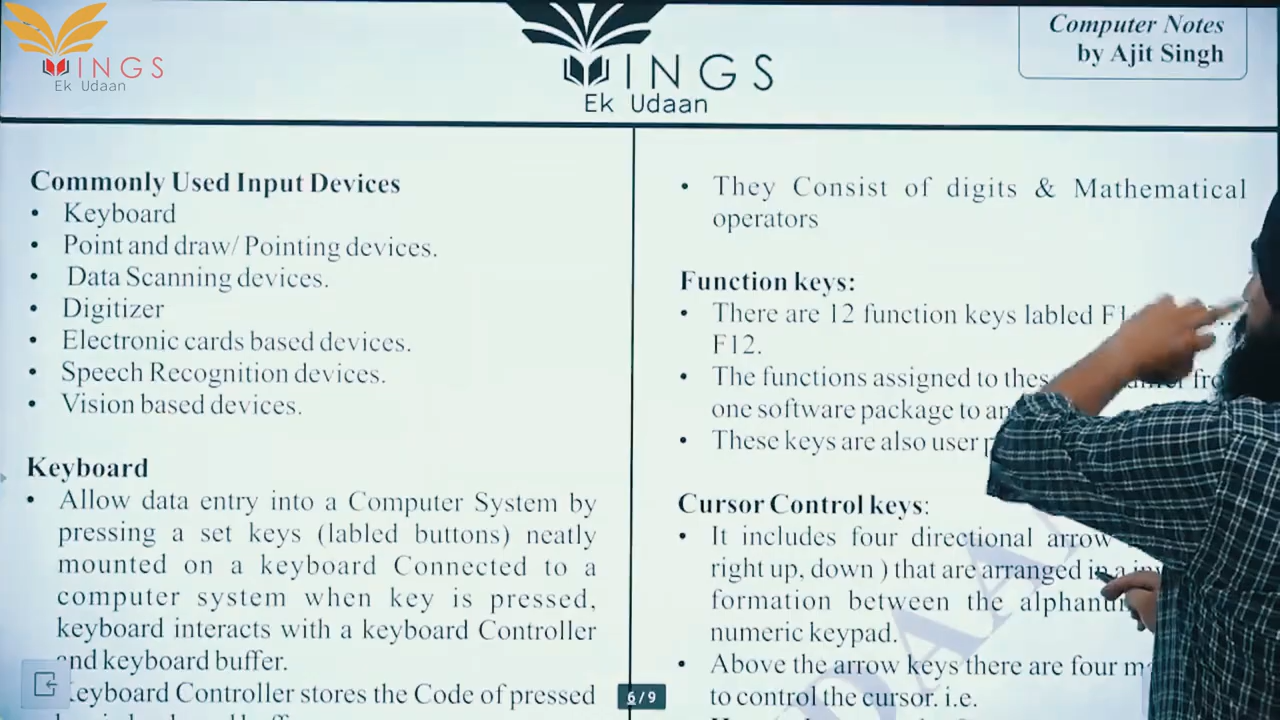 INGS
Ek Udaan
INGS
Ek Udaan
Computer Notes
by Ajit Singh
Commonly Used Input Devices
• Keyboard
• Point and draw/ Pointing devices.
• Data Scanning devices.
• Digitizer
• Electronic cards based devices.
• Speech Recognition devices.
• Vision based devices.
Keyboard
• Allow data entry into a Computer System by
pressing a set keys (labled buttons) neatly
mounted on a keyboard Connected to a
computer system when key is pressed,
keyboard interacts with a keyboard Controller
and keyboard buffer.
Keyboard Controller stores the Code of pressed
• They Consist of digits & Mathematical
operators
Function keys:
• There are 12 function keys labled F1
F12.
• The functions assigned to
one software package to
• These keys are also user
Cursor Control keys:
• It includes four directional arrow
right up, down ) that are arranged in a
formation between the
numeric keypad.
• Above the arrow keys there are four
to control the cursor. i.e.
6/9